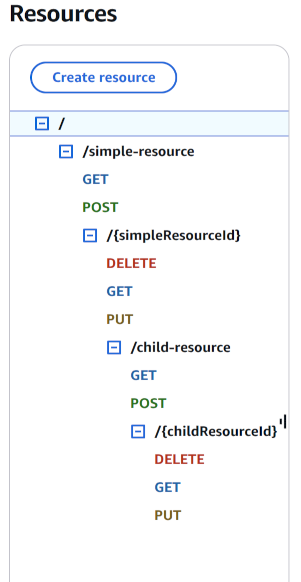 Resources
Create resource
/
/simple-resource
GET
POST
/{simpleResourceId}
DELETE
GET
PUT
/child-resource
GET
POST
/{childResourceId}
DELETE
GET
PUT